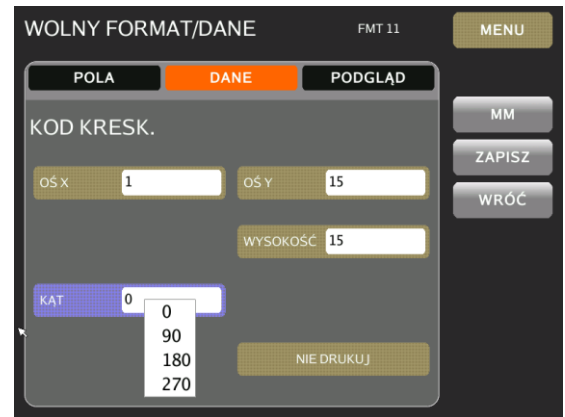 WOLNY FORMAT/DANE FMT 11 MENU
POLA DANE PODGLĄD
KOD KRESK.
MM
ZAPISZ
WRÓĆ
OŚ X 1 OŚ Y 15
WYSOKOŚĆ 15
KĄT 0
0
90
180
270
NIE DRUKUJ